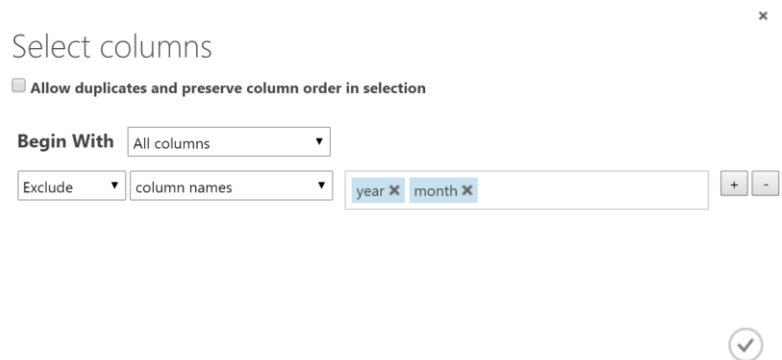 Select columns
Allow duplicates and preserve column order in selection
Begin With All columns
Exclude column names year month + -